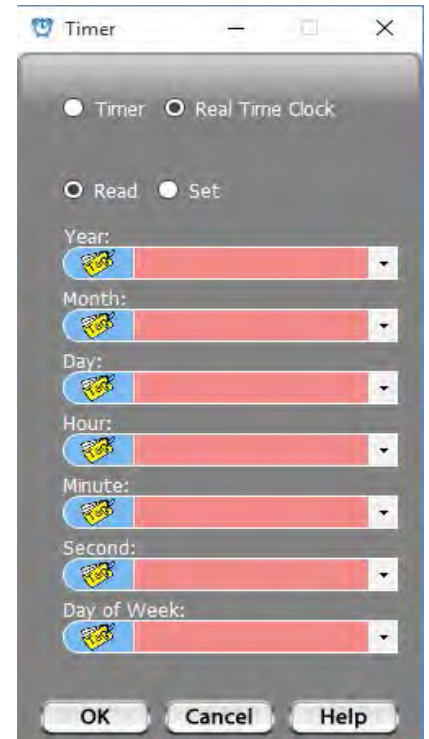 Timer
Timer Real Time Clock
Read Set
Year:
Month:
Day:
Hour:
Minute:
Second:
Day of Week:
OK Cancel Help